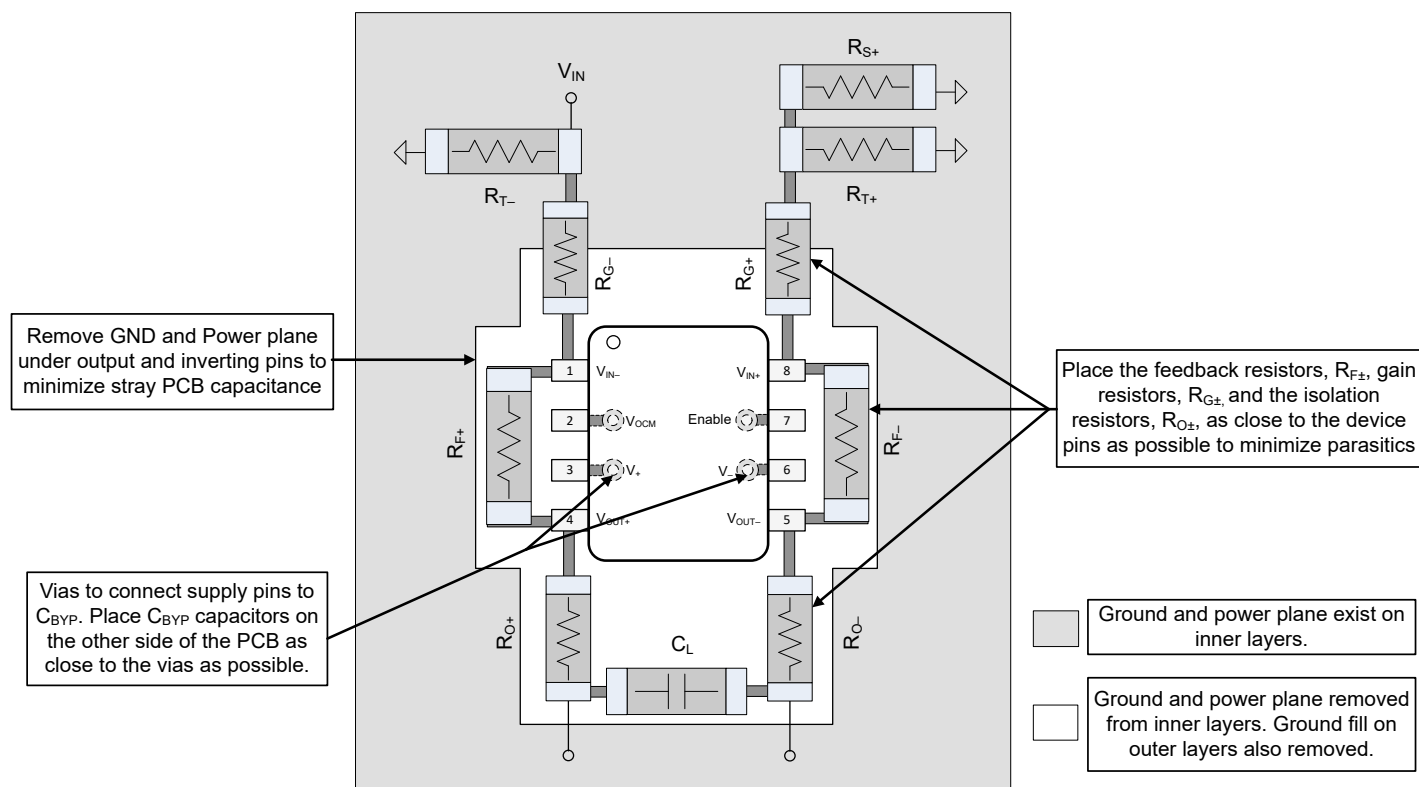 V_IN
R_S+
R_T–
R_T+
R_G–
R_G+
Remove GND and Power plane
under output and inverting pins to
minimize stray PCB capacitance
1
V_IN–
V_IN+
8
2
V_OCM
Enable
7
3
V_+
V_–
6
4
V_OUT+
V_OUT–
5
R_F+
R_F–
Place the feedback resistors, R_F±, gain
resistors, R_G±, and the isolation
resistors, R_O±, as close to the device
pins as possible to minimize parasitics
Vias to connect supply pins to
C_BYP. Place C_BYP capacitors on
the other side of the PCB as
close to the vias as possible.
R_O+
C_L
R_O–
Ground and power plane exist on
inner layers.
Ground and power plane removed
from inner layers. Ground fill on
outer layers also removed.